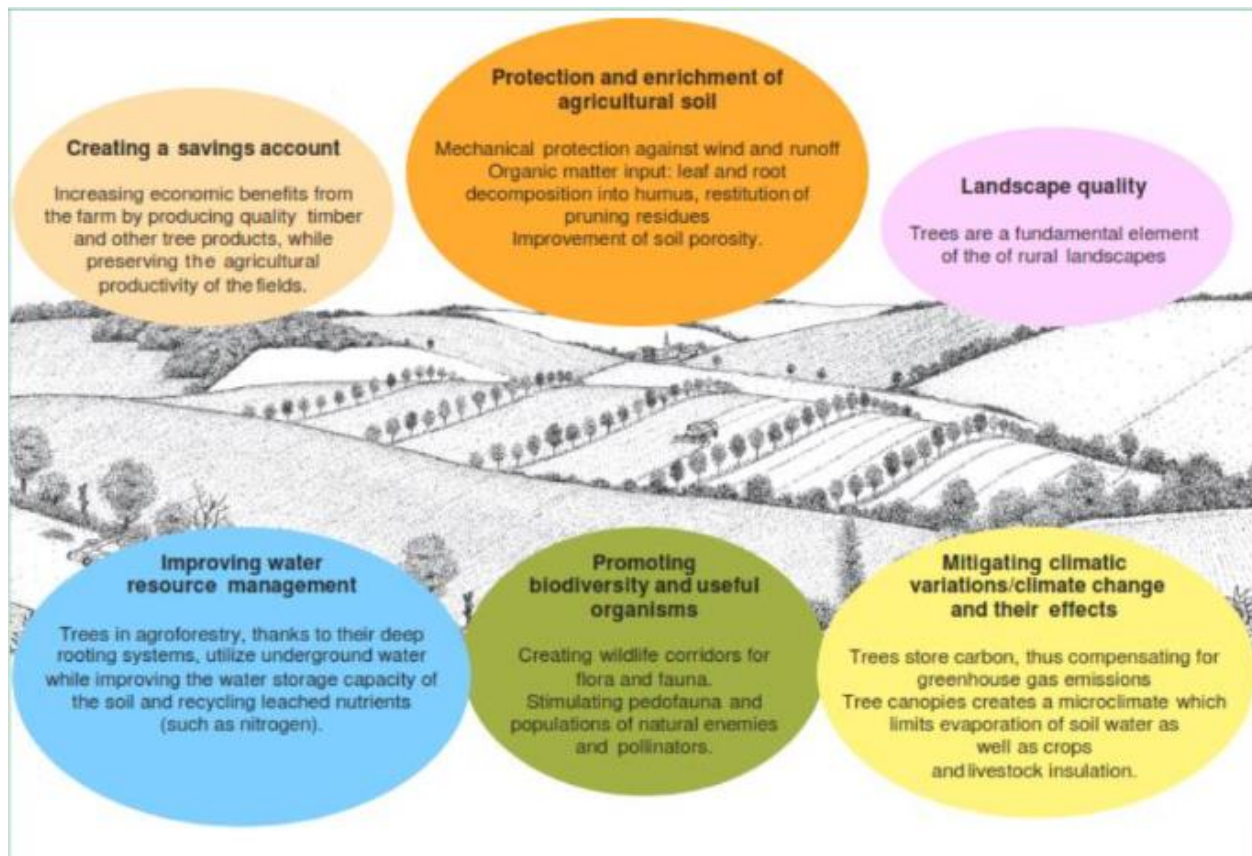 Protection and enrichment of
agricultural soil
Mechanical protection against wind and runoff
Organic matter input: leaf and root
decomposition into humus, restitution of
pruning residues
Improvement of soil porosity.
Creating a savings account
Increasing economic benefits from
the farm by producing quality timber
and other tree products, while
preserving the agricultural
productivity of the fields.
Landscape quality
Trees are a fundamental element
of the of rural landscapes
Improving water
resource management
Trees in agroforestry, thanks to their deep
rooting systems, utilize underground water
while improving the water storage capacity of
the soil and recycling leached nutrients
(such as nitrogen).
Promoting
biodiversity and useful
organisms
Creating wildlife corridors for
flora and fauna.
Stimulating pedofauna and
populations of natural enemies
and pollinators.
Mitigating climatic
variations/climate change
and their effects
Trees store carbon, thus compensating for
greenhouse gas emissions
Tree canopies creates a microclimate which
limits evaporation of soil water as
well as crops
and livestock insulation.